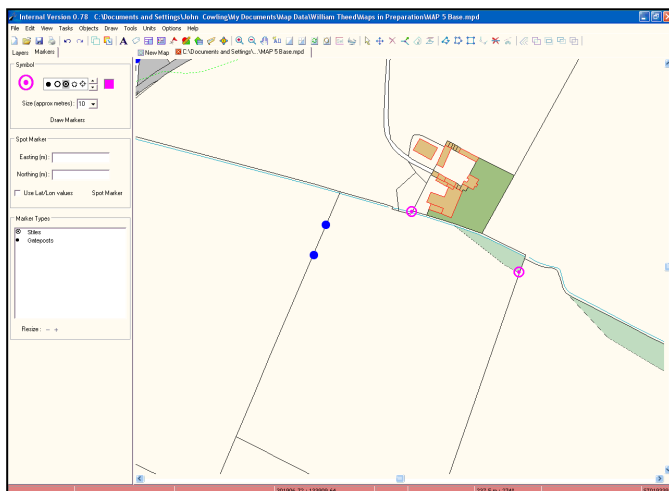 Internal Version 0.78 C:\Documents and Settings\John Cowling\My Documents\Map Data\William Theed\Maps in Preparation\MAP 5 Base.mpd
File Edit View Tasks Objects Draw Tools Units Options Help
Layers Markers
New Map C:\Documents and Settings\...\MAP 5 Base.mpd
Symbol
Size (approx metres) : 10
Draw Markers
Spot Marker
Easting (m) :
Northing (m) :
Use Lat/Lon values Spot Marker
Marker Types
Stiles
Gateposts
Resize : - +